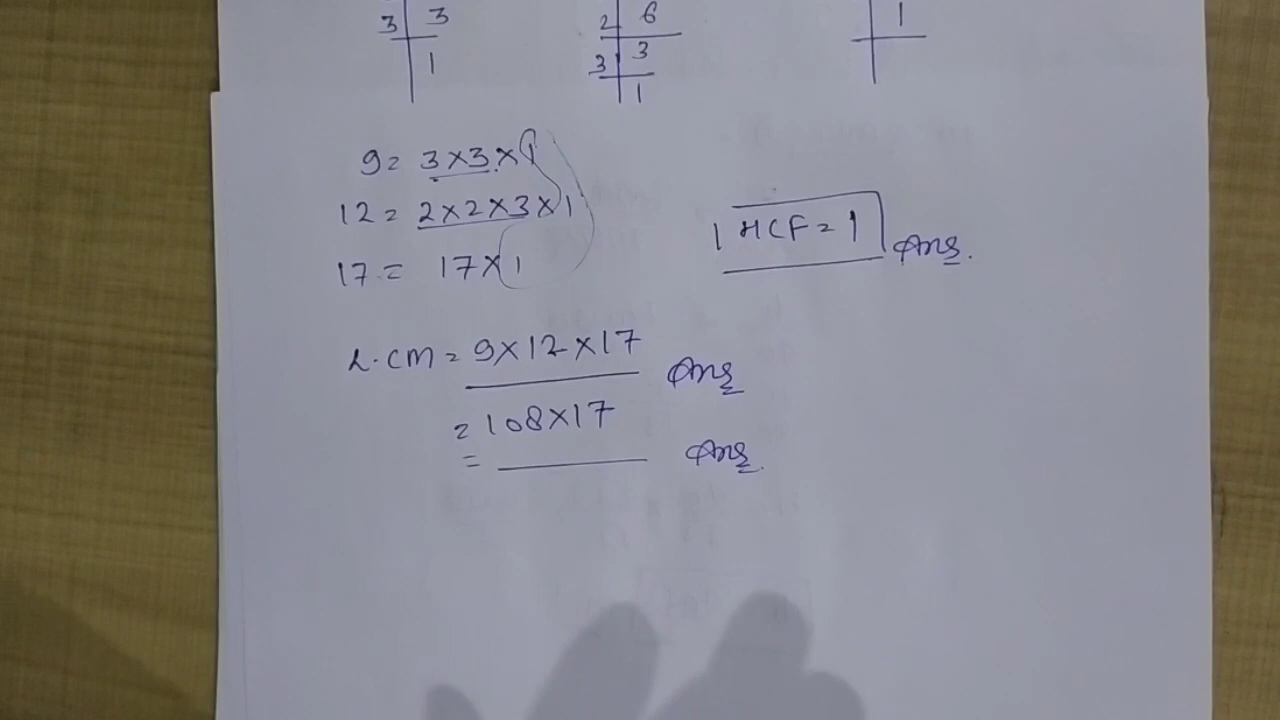 3 3 2 6 1
1 3 3
1
9= 3×3×1
12= 2×2×3×1
17= 17×1
HCF=1 Ans.
L.CM= 9×12×17 Ans
=108×17
= Ans.